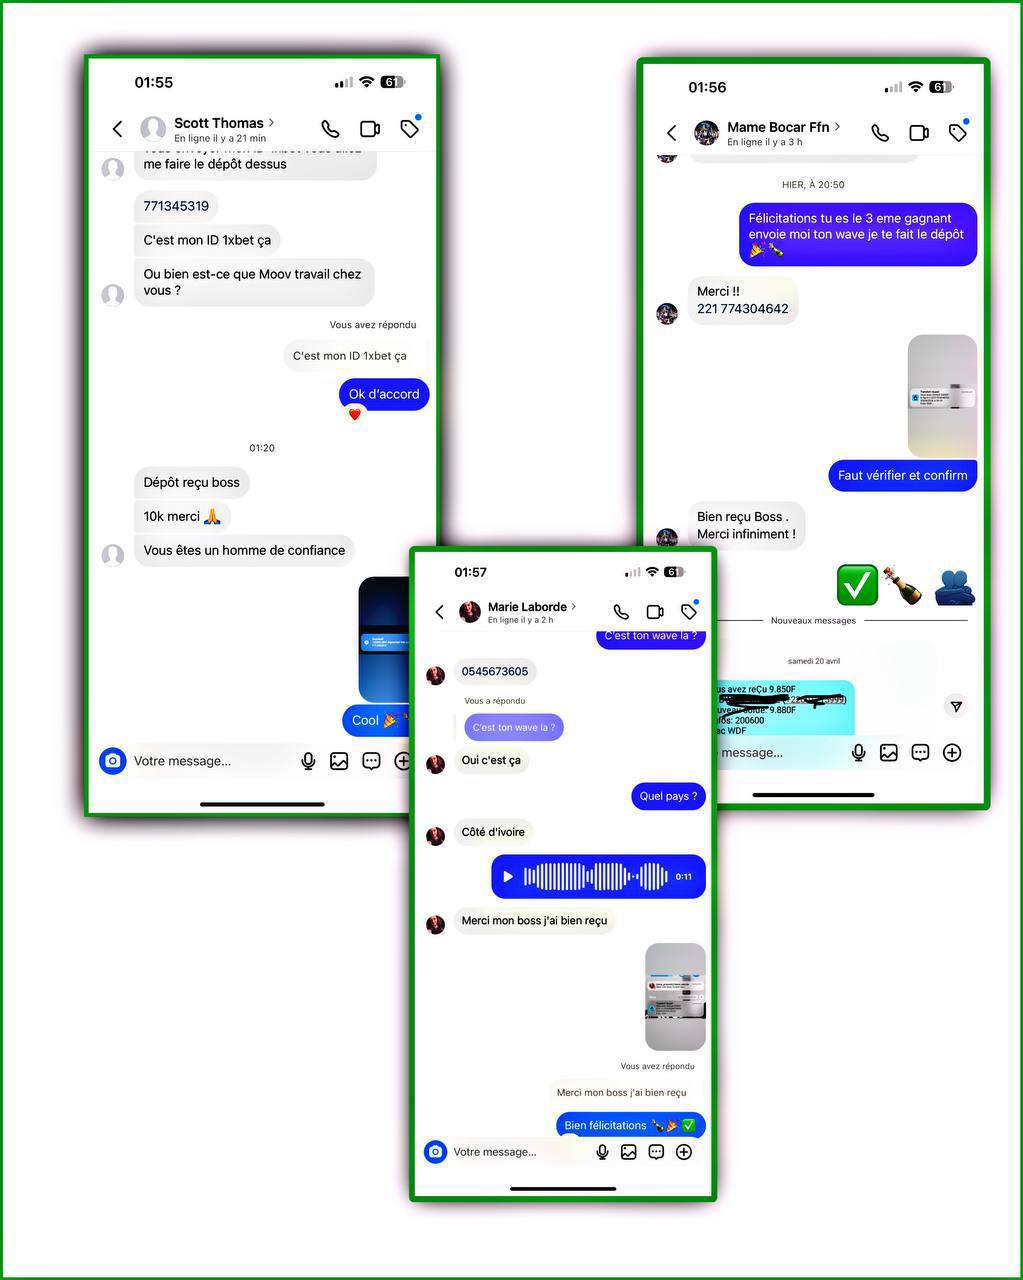 01:55
61
Scott Thomas
En ligne il y a 21 min
me faire le dépôt dessus
771345319
C'est mon ID 1xbet ça
Ou bien est-ce que Moov travail chez
vous ?
Vous avez répondu
C'est mon ID 1xbet ça
Ok d'accord
01:20
Dépôt reçu boss
10k merci 🙏
Vous êtes un homme de confiance
Cool 🎉
Votre message...
01:56
61
Mame Bocar Ffn
En ligne il y a 3 h
HIER, À 20:50
Félicitations tu es le 3 eme gagnant
envoie moi ton wave je te fait le dépôt
🎉🍾
Merci !!
221 774304642
Faut vérifier et confirm
Bien reçu Boss .
Merci infiniment !
✅🍾🫂
Nouveaux messages
samedi 20 avril
us avez reÇu 9.850F
uveau solde: 9.880F
nfos: 200600
ec WDF
message...
01:57
61
Marie Laborde
En ligne il y a 2 h
C'est ton wave la ?
0545673605
Vous a répondu
C'est ton wave la ?
Oui c'est ça
Quel pays ?
Côté d'ivoire
0:11
Merci mon boss j'ai bien reçu
Vous avez répondu
Merci mon boss j'ai bien reçu
Bien félicitations 🍾🎉✅
Votre message...